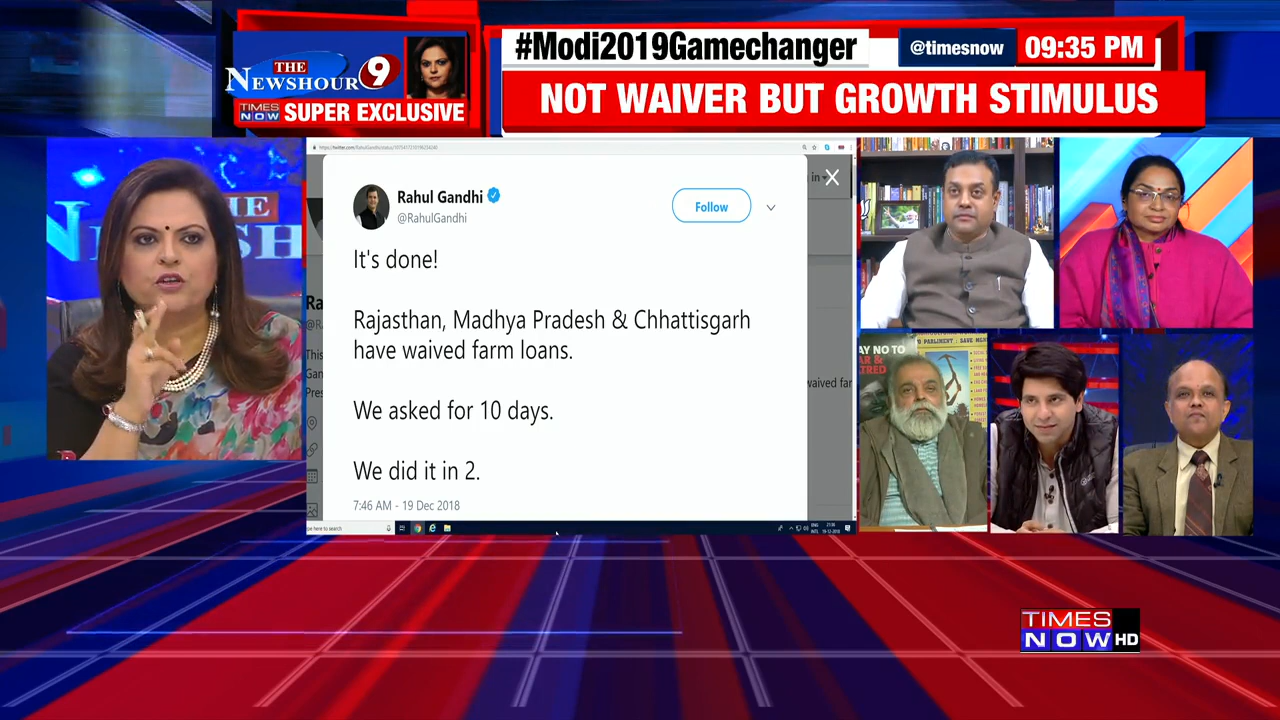 THE
NEWSHOUR 9
TIMES
NOW SUPER EXCLUSIVE
#Modi2019Gamechanger
@timesnow
09:35 PM
NOT WAIVER BUT GROWTH STIMULUS
Rahul Gandhi
@RahulGandhi
Follow
It's done!
Rajasthan, Madhya Pradesh & Chhattisgarh
have waived farm loans.
We asked for 10 days.
We did it in 2.
7:46 AM - 19 Dec 2018
TIMES
NOW HD